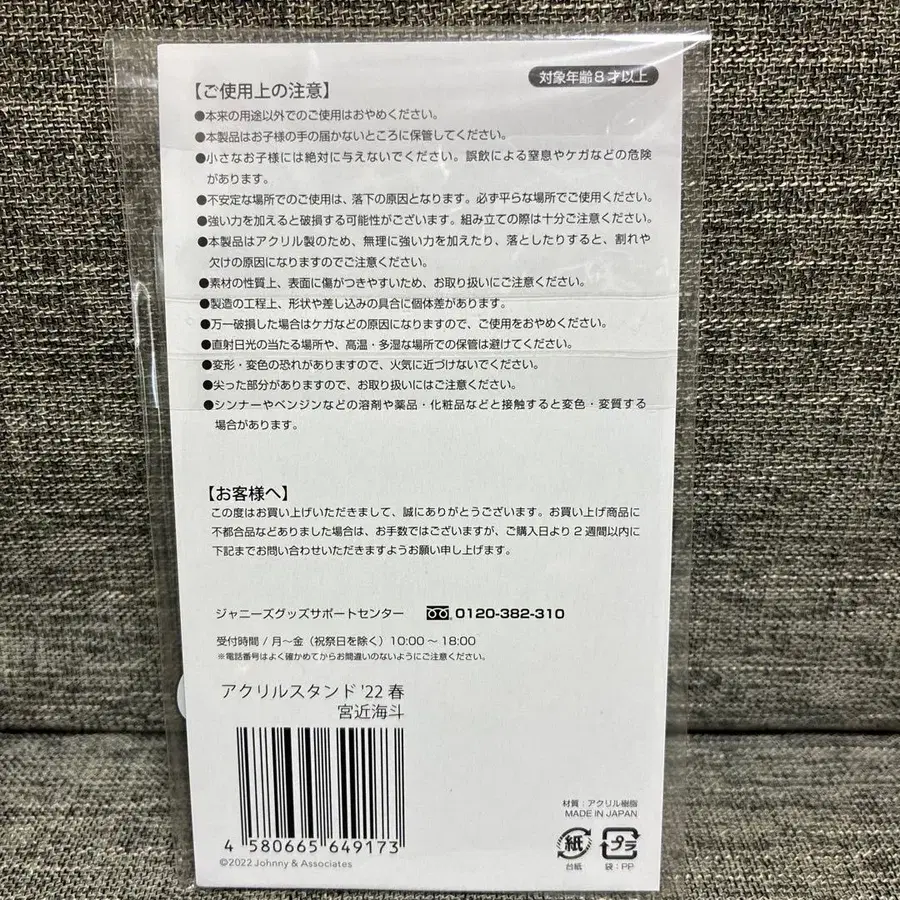 対象年齢8才以上
【ご使用上の注意】
●本来の用途以外でのご使用はおやめください。
●本製品はお子様の手の届かないところに保管してください。
●小さなお子様には絶対に与えないでください。誤飲による窒息やケガなどの危険
があります。
●不安定な場所でのご使用は、落下の原因となります。必ず平らな場所でご使用ください。
●強い力を加えると破損する可能性がございます。組み立ての際は十分ご注意ください。
●本製品はアクリル製のため、無理に強い力を加えたり、落としたりすると、割れや
欠けの原因になりますのでご注意ください。
●素材の性質上、表面に傷がつきやすいため、お取り扱いにご注意ください。
●製造の工程上、形状や差し込みの具合に個体差があります。
●万一破損した場合はケガなどの原因になりますので、ご使用をおやめください。
●直射日光の当たる場所や、高温・多湿な場所での保管は避けてください。
●変形・変色の恐れがありますので、火気に近づけないでください。
●尖った部分がありますので、お取り扱いにはご注意ください。
●シンナーやベンジンなどの溶剤や薬品・化粧品などと接触すると変色・変質する
場合があります。
【お客様へ】
この度はお買い上げいただきまして、誠にありがとうございます。お買い上げ商品に
不都合品などありました場合は、お手数ではございますが、ご購入日より2週間以内に
下記までお問い合わせいただきますようお願い申し上げます。
ジャニーズグッズサポートセンター 0120-382-310
受付時間/月～金(祝祭日を除く)10:00～18:00
※電話番号はよく確かめてからお間違いのないようにご注意ください。
アクリルスタンド '22 春
宮近海斗
4 580665 649173
©2022 Johnny & Associates
材質:アクリル樹脂
MADE IN JAPAN
紙 プラ
台紙 袋:PP